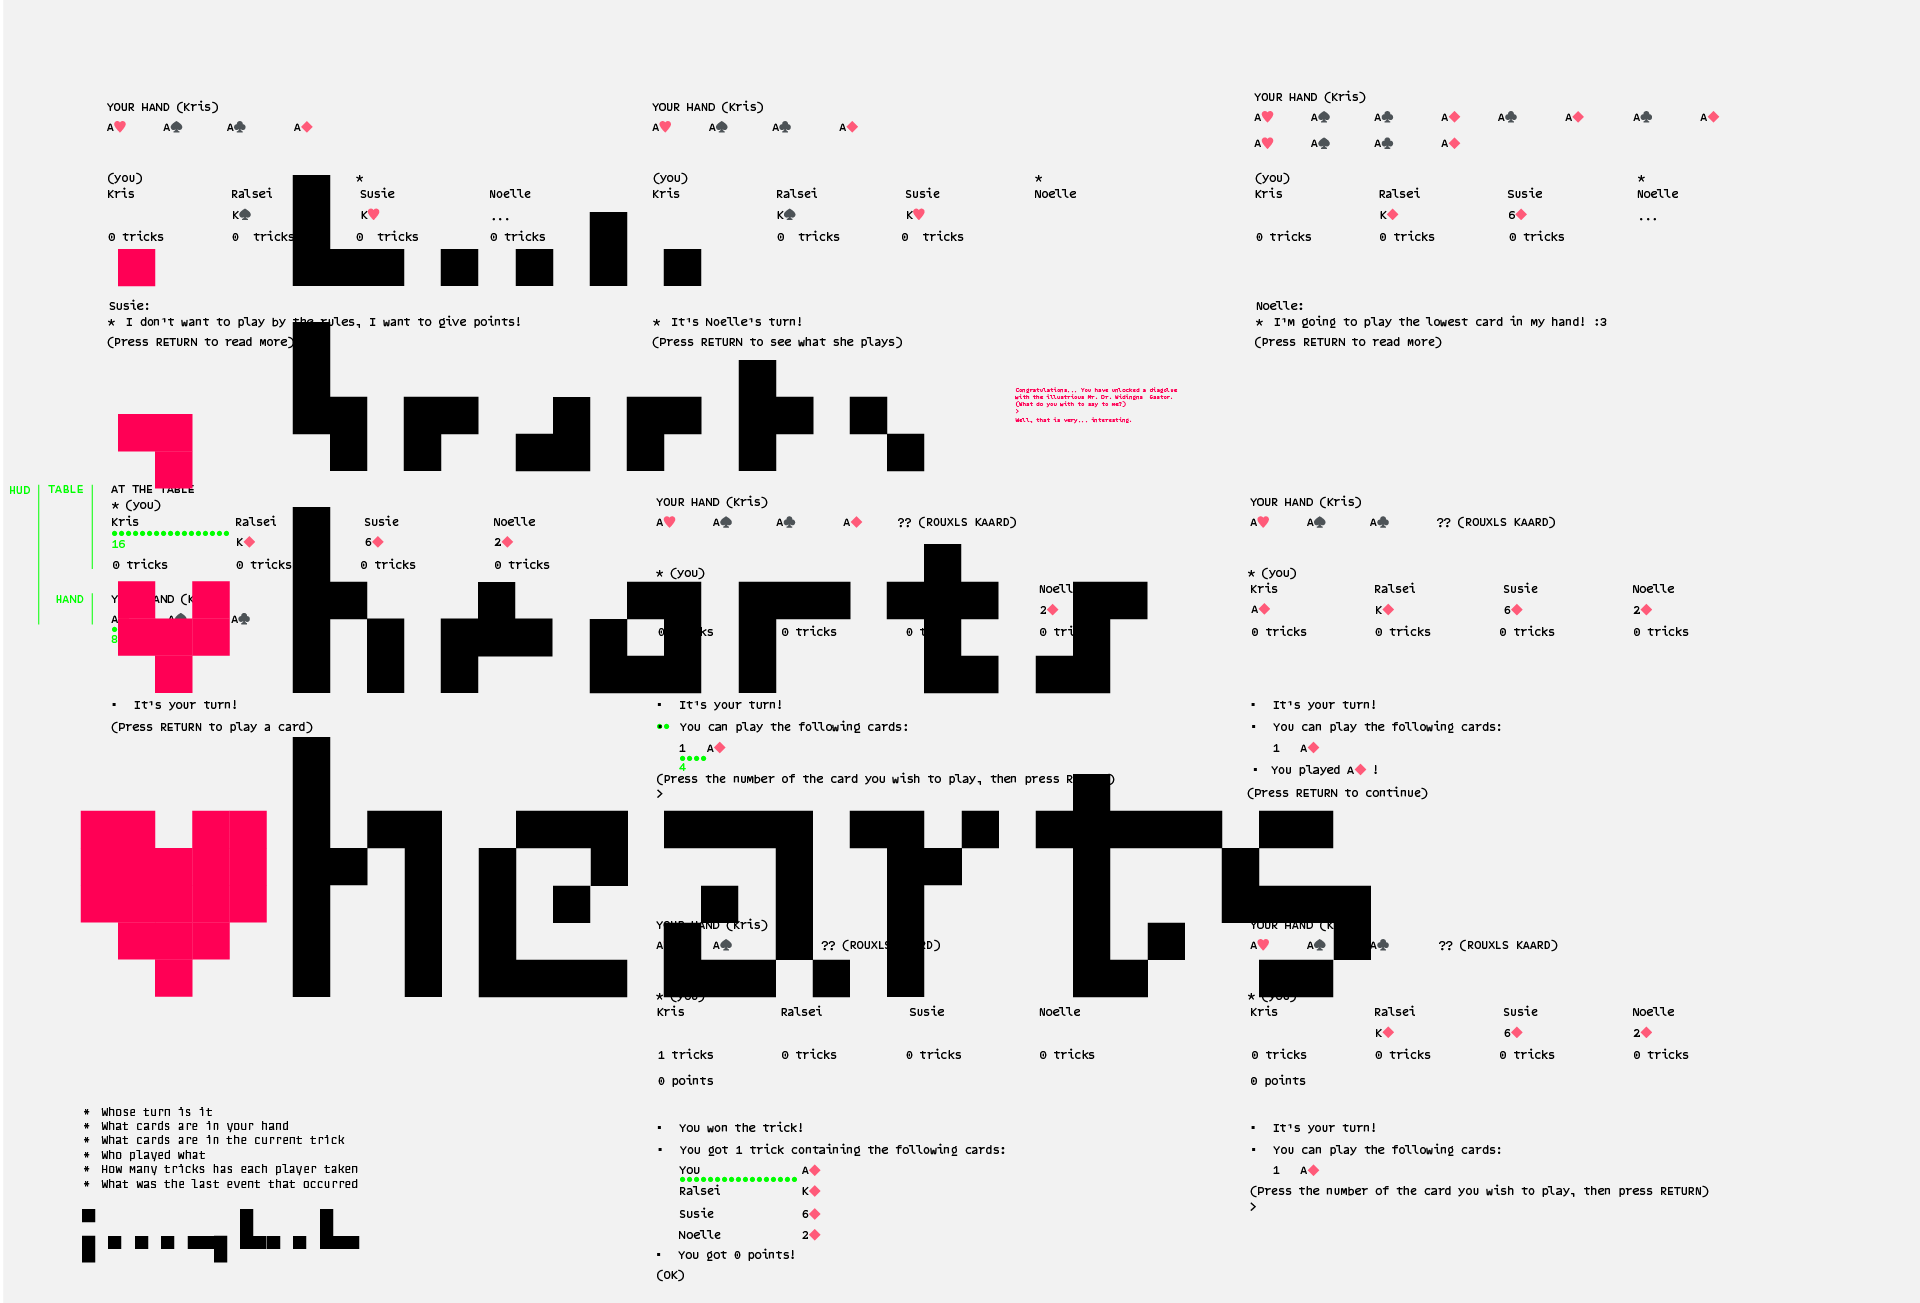 YOUR HAND (Kris)
A♥ A♠ A♣ A♦
(you) *
Kris Ralsei Susie Noelle
K♠ K♥ ...
0 tricks 0 tricks 0 tricks 0 tricks
Susie:
* I don't want to play by the rules, I want to give points!
(Press RETURN to read more)
YOUR HAND (Kris)
A♥ A♠ A♣ A♦
(you) *
Kris Ralsei Susie Noelle
K♠ K♥
0 tricks 0 tricks
* It's Noelle's turn!
(Press RETURN to see what she plays)
YOUR HAND (Kris)
A♥ A♠ A♣ A♦ A♣ A♦ A♣ A♦
A♥ A♠ A♣ A♦
(you) *
Kris Ralsei Susie Noelle
K♦ 6♦ ...
0 tricks 0 tricks 0 tricks
Noelle:
* I'm going to play the lowest card in my hand! :3
(Press RETURN to read more)
Congratulations... You have unlocked a diagolue
with the illustrious Mr. Dr. Widingns Gaster.
(What do you with to say to me?)
>
Well, that is very... interesting.
HUD TABLE
AT THE TABLE
* (you)
Kris Ralsei Susie Noelle
16
K♦ 6♦ 2♦
0 tricks 0 tricks 0 tricks 0 tricks
HAND
A♣
8
▪ It's your turn!
(Press RETURN to play a card)
YOUR HAND (Kris)
A♥ A♠ A♣ A♦ ?? (ROUXLS KAARD)
* (you)
Noelle
2♦
0 tricks
▪ It's your turn!
▪ You can play the following cards:
1 A♦
4
(Press the number of the card you wish to play, then press RETURN)
>
YOUR HAND (Kris)
A♥ A♠ A♣ ?? (ROUXLS KAARD)
* (you)
Kris Ralsei Susie Noelle
A♦ K♦ 6♦ 2♦
0 tricks 0 tricks 0 tricks 0 tricks
▪ It's your turn!
▪ You can play the following cards:
1 A♦
▪ You played A♦ !
(Press RETURN to continue)
hearts
hearts
YOUR HAND (Kris)
A♠ ?? (ROUXLS KAARD)
* (you)
Kris Ralsei Susie Noelle
1 tricks 0 tricks 0 tricks 0 tricks
0 points
▪ You won the trick!
▪ You got 1 trick containing the following cards:
You A♦
Ralsei K♦
Susie 6♦
Noelle 2♦
▪ You got 0 points!
(OK)
YOUR HAND (Kris)
A♥ A♠ A♣ ?? (ROUXLS KAARD)
* (you)
Kris Ralsei Susie Noelle
K♦ 6♦ 2♦
0 tricks 0 tricks 0 tricks 0 tricks
0 points
▪ It's your turn!
▪ You can play the following cards:
1 A♦
(Press the number of the card you wish to play, then press RETURN)
>
* Whose turn is it
* What cards are in your hand
* What cards are in the current trick
* Who played what
* How many tricks has each player taken
* What was the last event that occurred